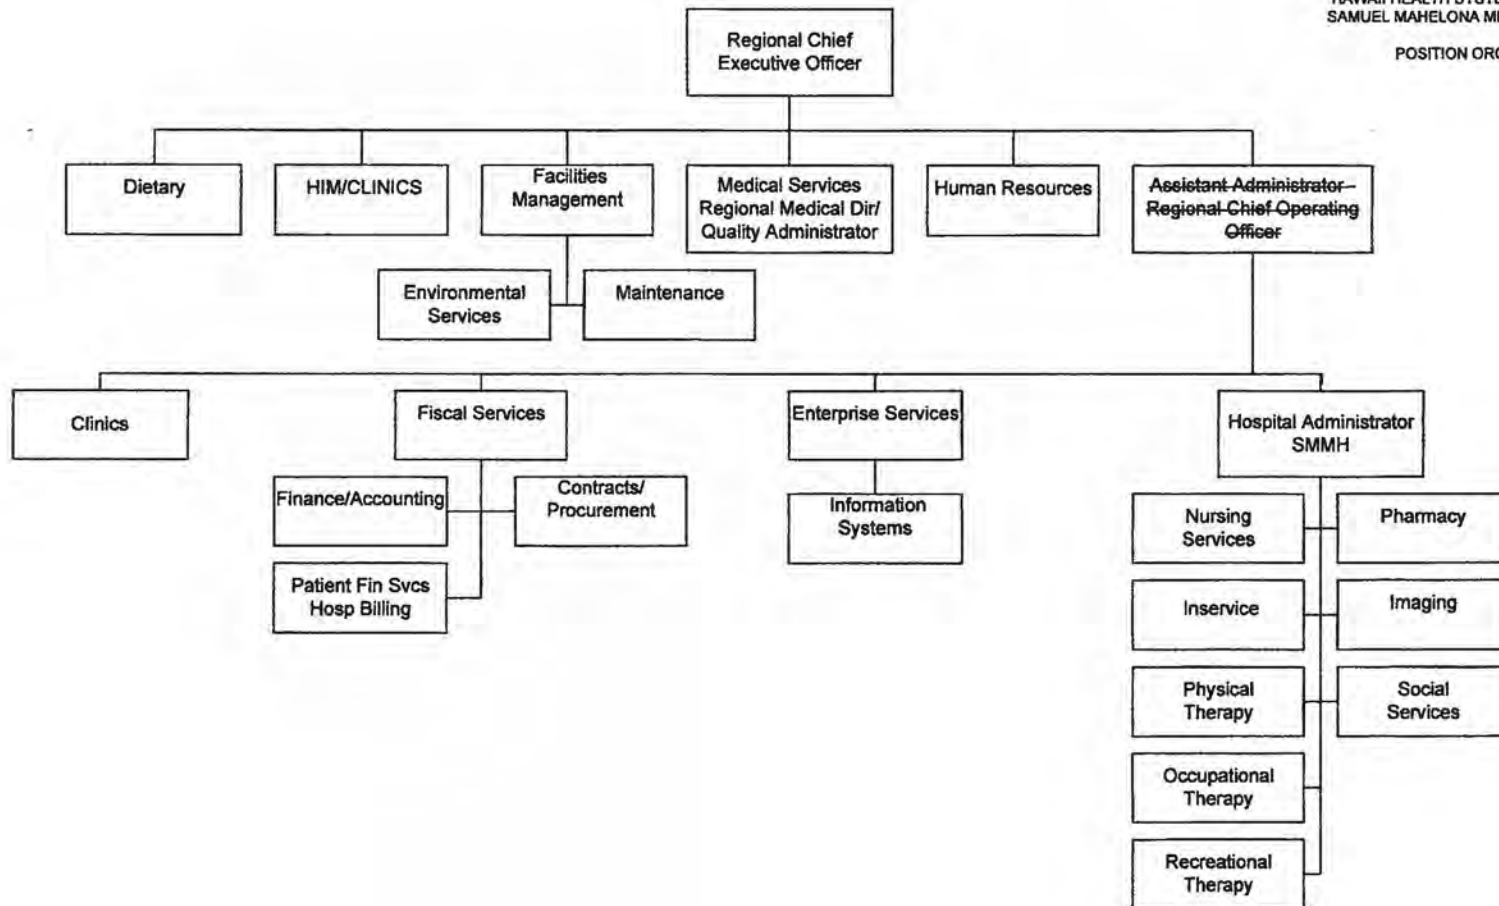 SAMUEL MAHELONA
POSITION
Regional Chief
Executive Officer
Dietary
HIM/CLINICS
Facilities
Management
Medical Services
Regional Medical Dir/
Quality Administrator
Human Resources
Assistant Administrator -
Regional Chief Operating
Officer
Environmental
Services
Maintenance
Clinics
Fiscal Services
Enterprise Services
Hospital Administrator
SMMH
Finance/Accounting
Contracts/
Procurement
Information
Systems
Nursing
Services
Pharmacy
Patient Fin Svcs
Hosp Billing
Inservice
Imaging
Physical
Therapy
Social
Services
Occupational
Therapy
Recreational
Therapy